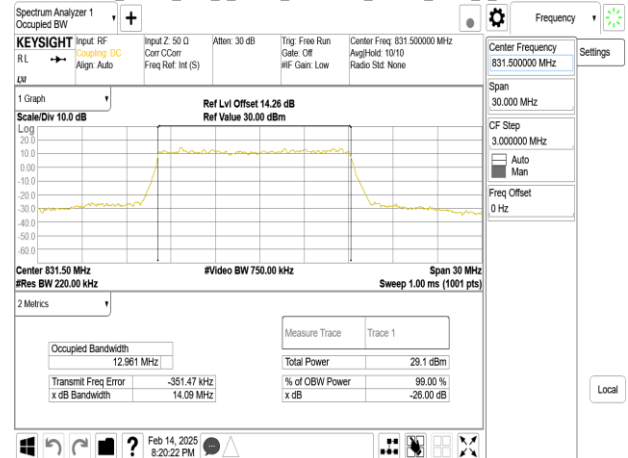 Spectrum Analyzer 1
Occupied BW
Frequency
KEYSIGHT
RL
LXI
Input: RF
Coupling: DC
Align: Auto
Input Z: 50 Ω
Corr CCorr
Freq Ref: Int (S)
Atten: 30 dB
Trig: Free Run
Gate: Off
#IF Gain: Low
Center Freq: 831.500000 MHz
Avg|Hold: 10/10
Radio Std: None
Center Frequency
831.500000 MHz
Settings
Span
30.000 MHz
CF Step
3.000000 MHz
Auto
Man
Freq Offset
0 Hz
Local
1 Graph
Scale/Div 10.0 dB
Ref Lvl Offset 14.26 dB
Ref Value 30.00 dBm
Log
20.0
10.0
0.00
-10.0
-20.0
-30.0
-40.0
-50.0
-60.0
Center 831.50 MHz
#Video BW 750.00 kHz
Span 30 MHz
#Res BW 220.00 kHz
Sweep 1.00 ms (1001 pts)
2 Metrics
Measure Trace
Trace 1
Occupied Bandwidth
12.961 MHz
Total Power
29.1 dBm
Transmit Freq Error
-351.47 kHz
% of OBW Power
99.00 %
x dB Bandwidth
14.09 MHz
x dB
-26.00 dB
?
Feb 14, 2025
8:20:22 PM